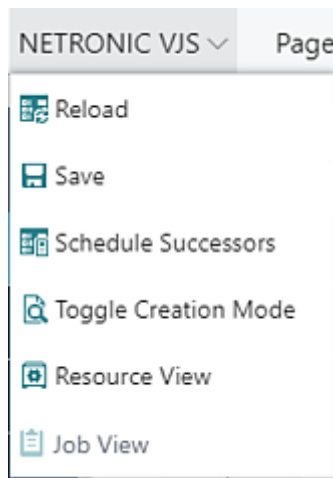 NETRONIC VJS Page
Reload
Save
Schedule Successors
Toggle Creation Mode
Resource View
Job View